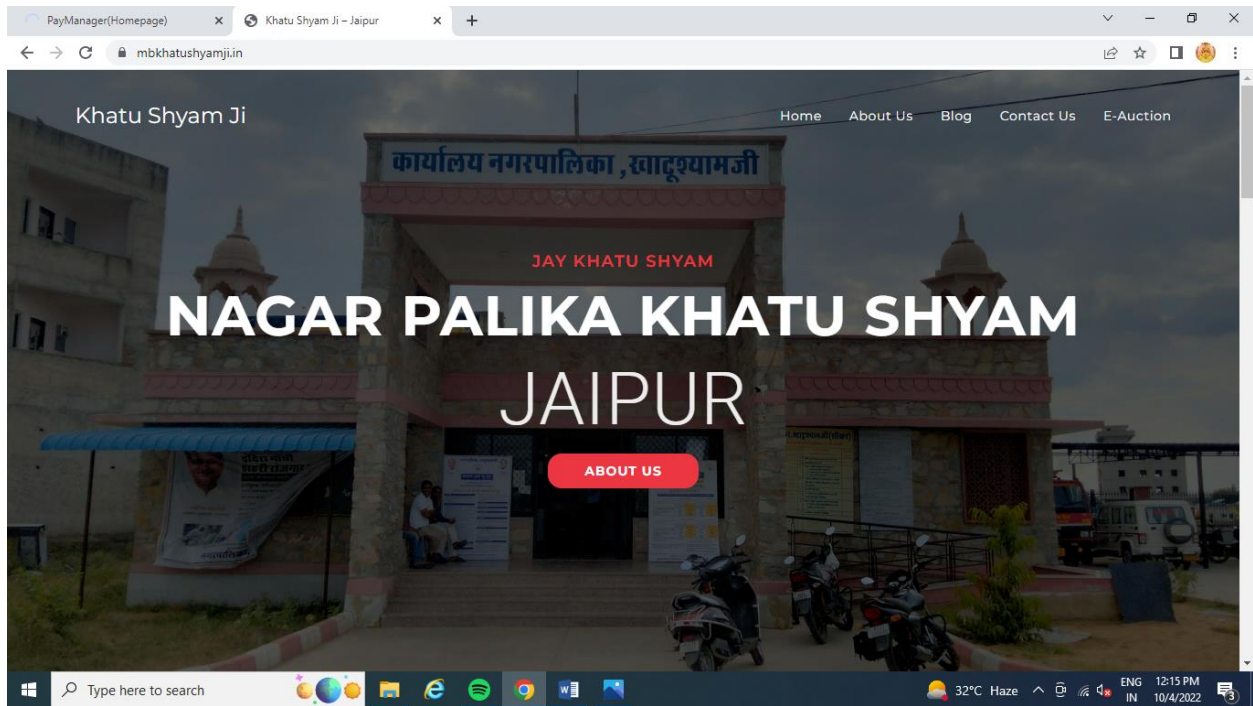 PayManager(Homepage)
Khatu Shyam Ji – Jaipur
mbkhatushyamji.in
Khatu Shyam Ji
Home About Us Blog Contact Us E-Auction
कार्यालय नगरपालिका , खाटूश्यामजी
JAY KHATU SHYAM
NAGAR PALIKA KHATU SHYAM
JAIPUR
ABOUT US
Type here to search
32°C Haze
ENG
IN
12:15 PM
10/4/2022
3